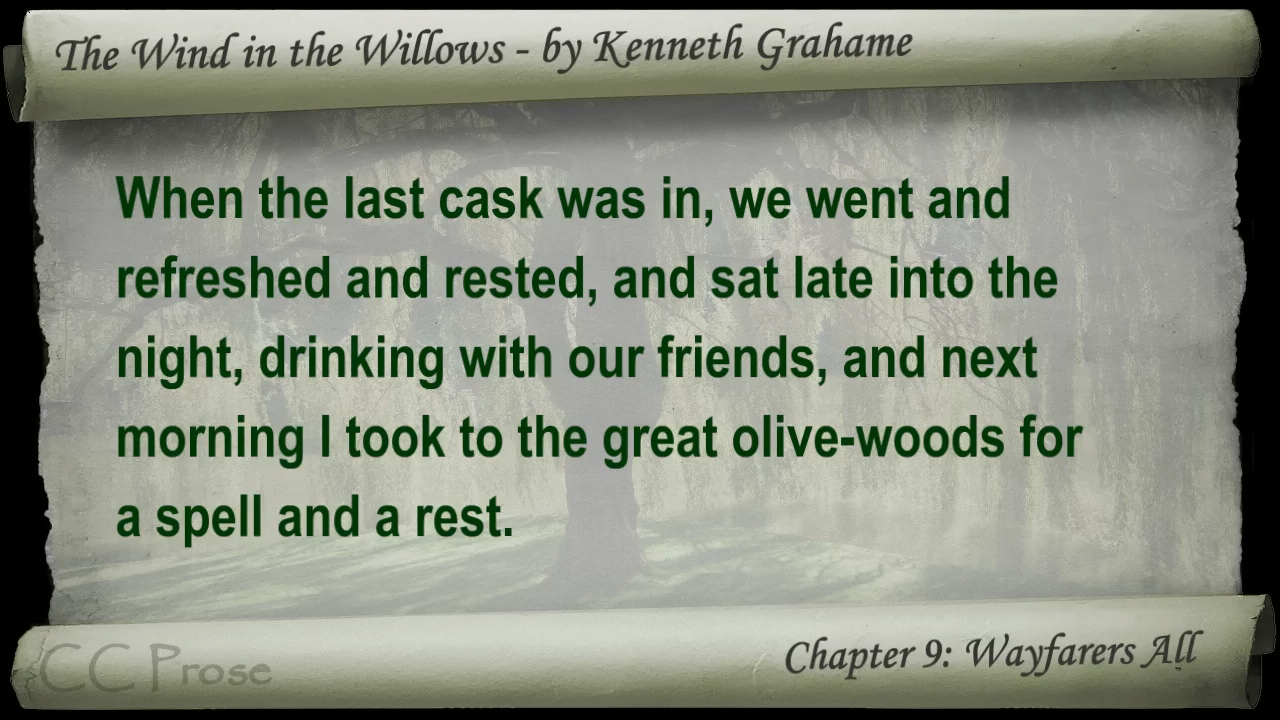 The Wind in the Willows - by Kenneth Grahame
When the last cask was in, we went and
refreshed and rested, and sat late into the
night, drinking with our friends, and next
morning I took to the great olive-woods for
a spell and a rest.
CC Prose
Chapter 9: Wayfarers All